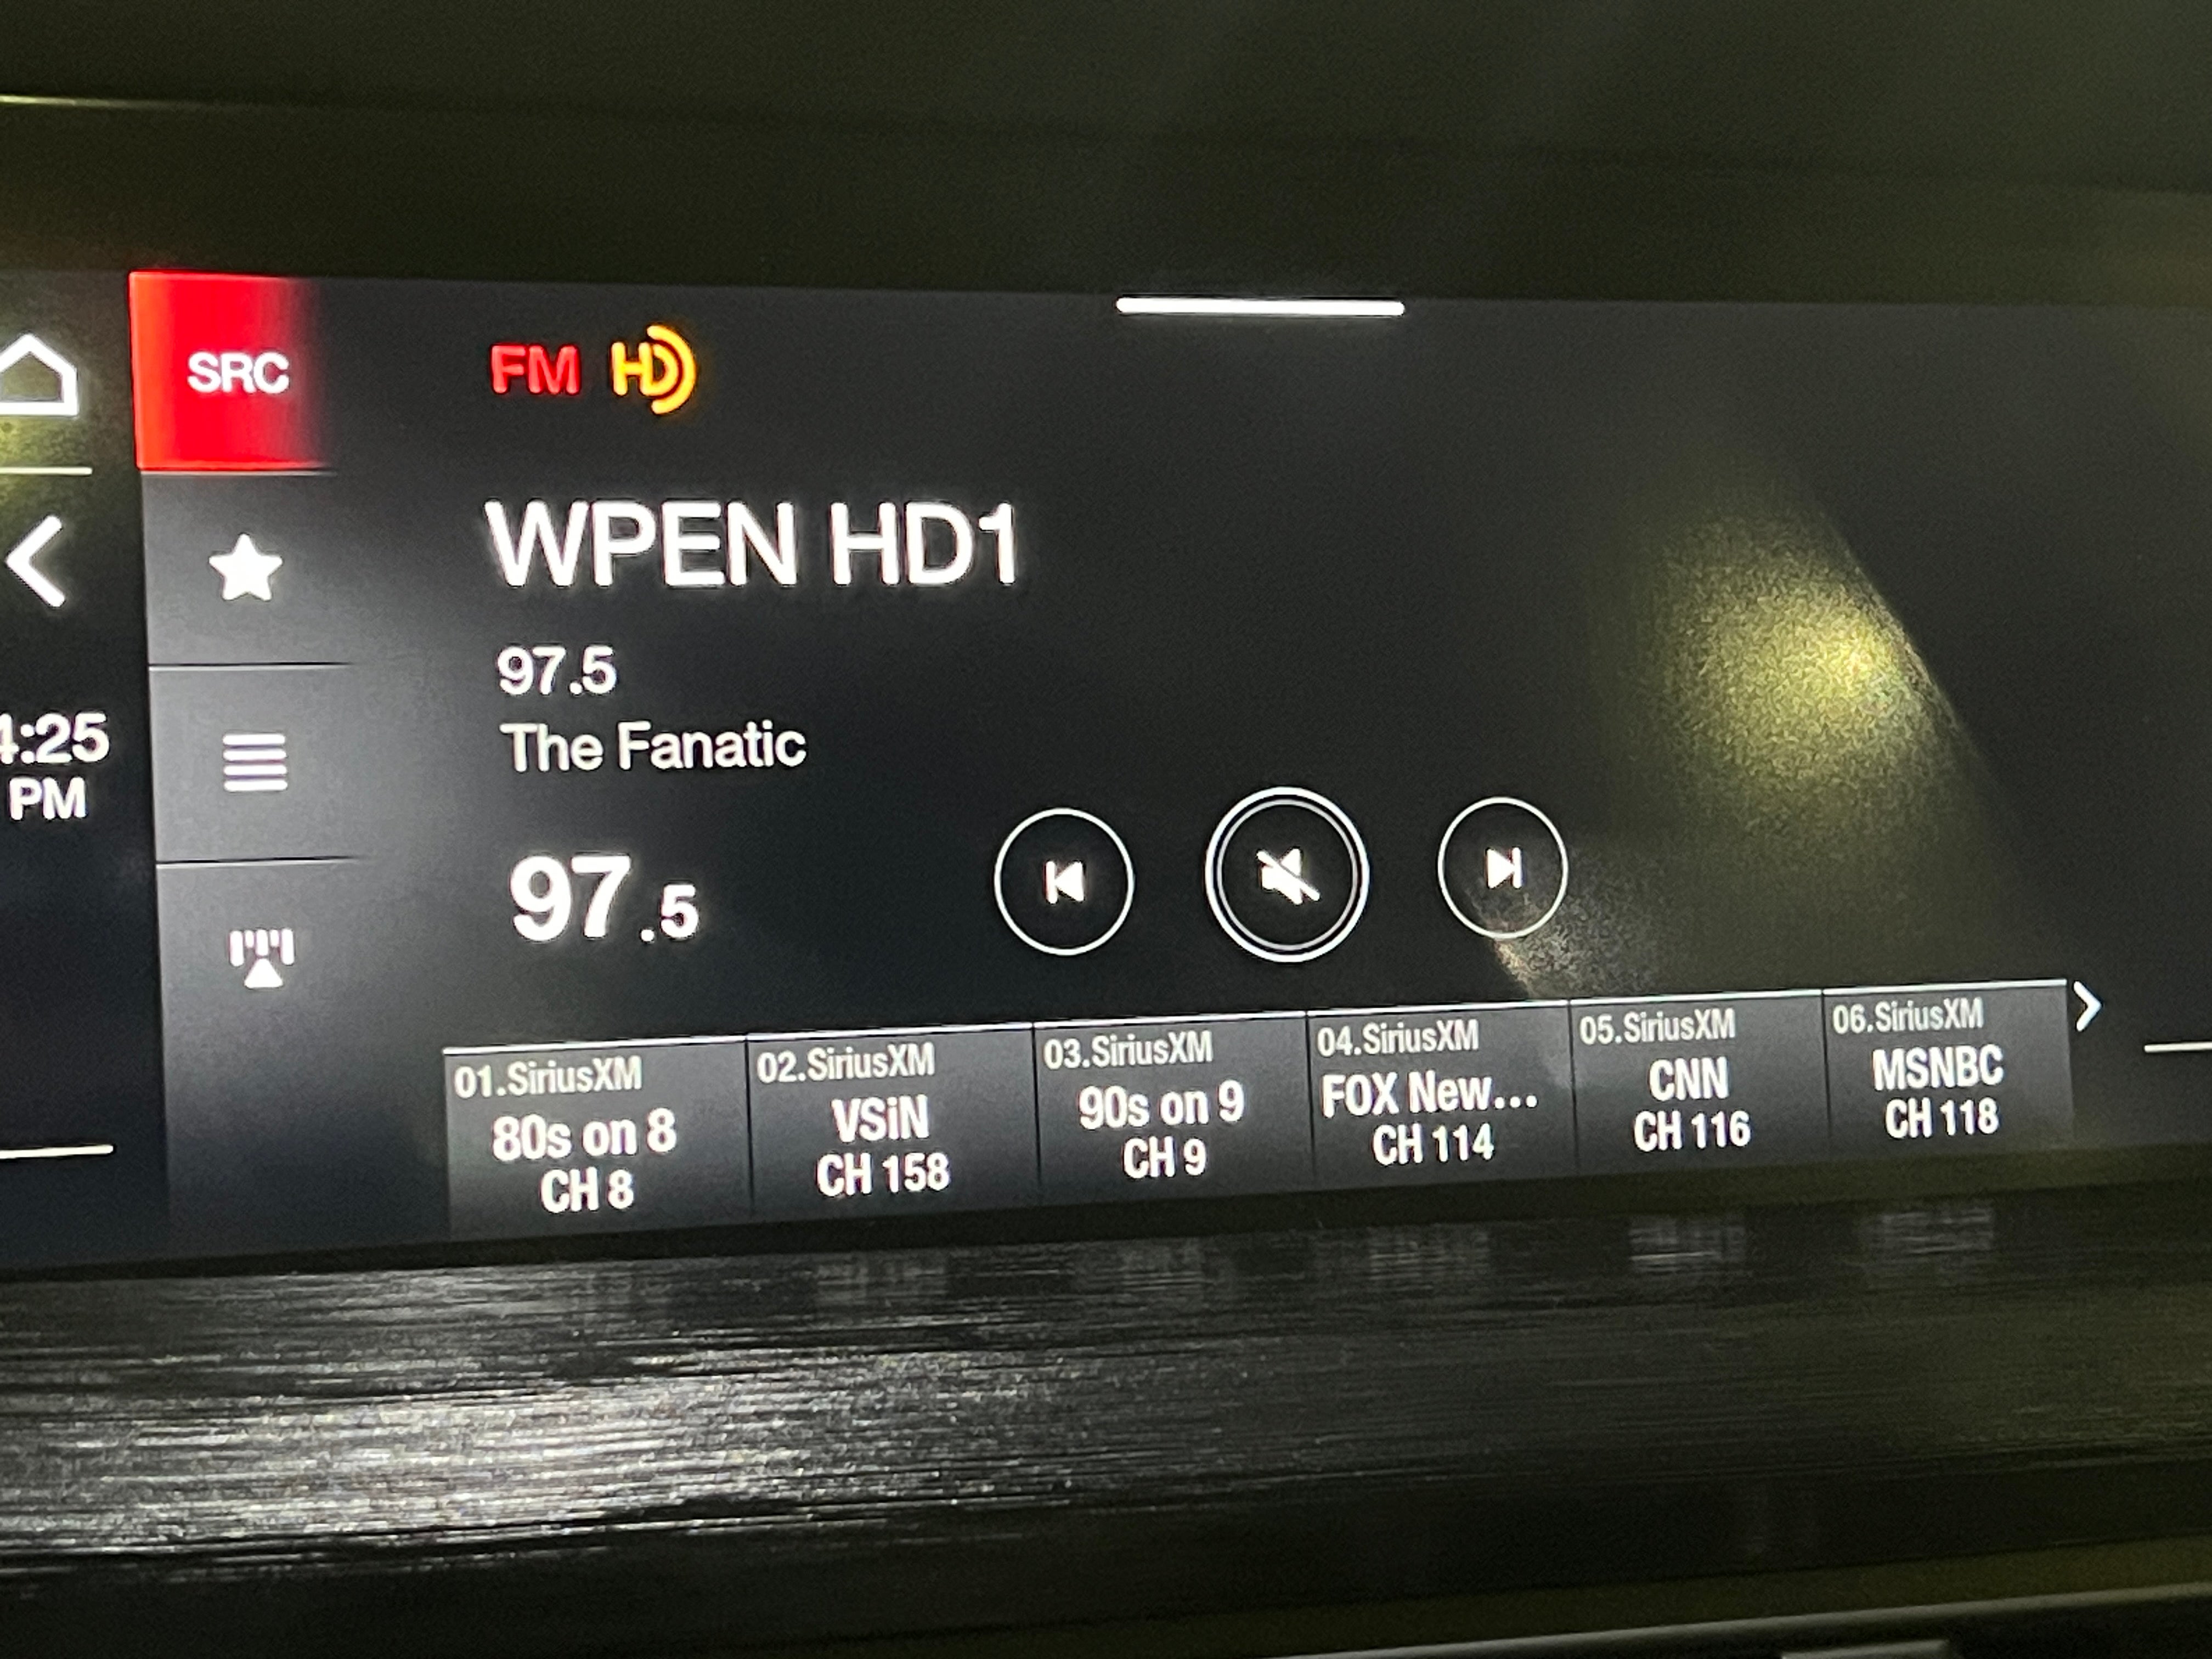 SRC
FM HD
WPEN HD1
97.5
The Fanatic
4:25
PM
97.5
01.SiriusXM
80s on 8
CH 8
02.SiriusXM
VSiN
CH 158
03.SiriusXM
90s on 9
CH 9
04.SiriusXM
FOX New...
CH 114
05.SiriusXM
CNN
CH 116
06.SiriusXM
MSNBC
CH 118